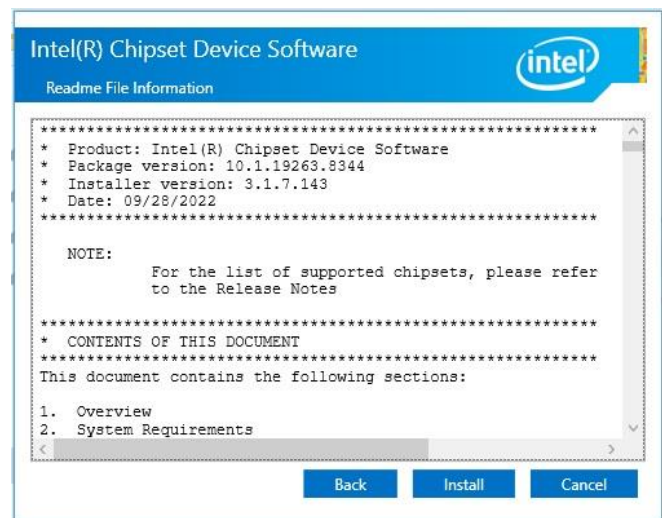 Intel(R) Chipset Device Software
intel
Readme File Information
*************************************************************
*  Product: Intel(R) Chipset Device Software
*  Package version: 10.1.19263.8344
*  Installer version: 3.1.7.143
*  Date: 09/28/2022
*************************************************************
NOTE:
For the list of supported chipsets, please refer
to the Release Notes
*************************************************************
*  CONTENTS OF THIS DOCUMENT
*************************************************************
This document contains the following sections:
1.  Overview
2.  System Requirements
Back Install Cancel